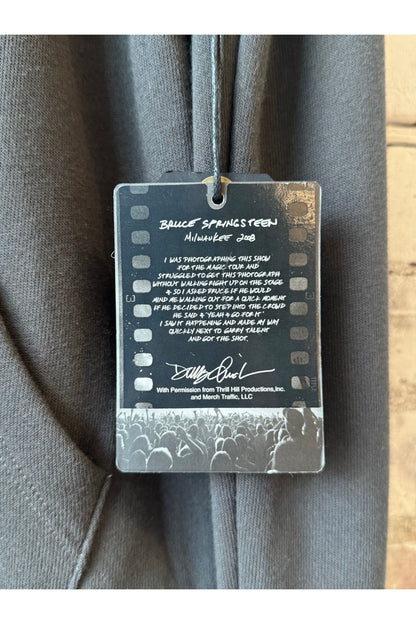 BRUCE SPRINGSTEEN
MILWAUKEE 2008
I WAS PHOTOGRAPHING THIS SHOW
FOR THE MAGIC TOUR AND
STRUGGLED TO GET THIS PHOTOGRAPH
WITHOUT WALKING RIGHT UP ON THE STAGE
& SO I ASKED BRUCE IF HE WOULD
MIND ME WALKING OUT FOR A QUICK MOMENT
IF HE DECIDED TO STEP INTO THE CROWD
HE SAID & 'YEAH & GO FOR IT'
I SAW IT HAPPENING AND MADE MY WAY
QUICKLY NEXT TO GARRY TALENT
AND GOT THE SHOT.
With Permission from Thrill Hill Productions,Inc.
and Merch Traffic, LLC